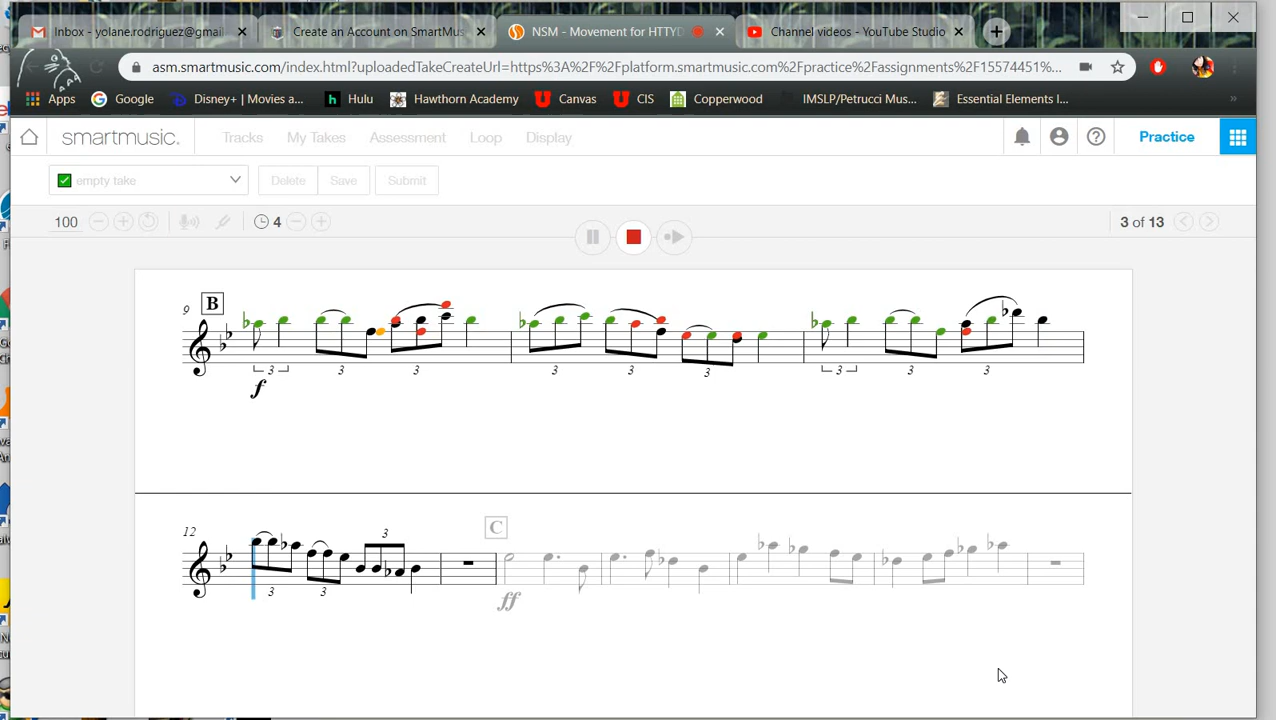 Inbox - yolane.rodriguez@gmail
Create an Account on SmartMus
NSM - Movement for HTTYD
Channel videos - YouTube Studio
asm.smartmusic.com/index.html?uploadedTakeCreateUrl=https%3A%2F%2Fplatform.smartmusic.com%2Fpractice%2Fassignments%2F15574451%...
Apps
Google
Disney+ | Movies a...
Hulu
Hawthorn Academy
Canvas
CIS
Copperwood
IMSLP/Petrucci Mus...
Essential Elements I...
»
smartmusic.
Tracks
My Takes
Assessment
Loop
Display
Practice
empty take
Delete
Save
Submit
100
4
3 of 13
9
B
3
3
3
3
3
3
3
3
3
f
12
C
3
3
3
ff